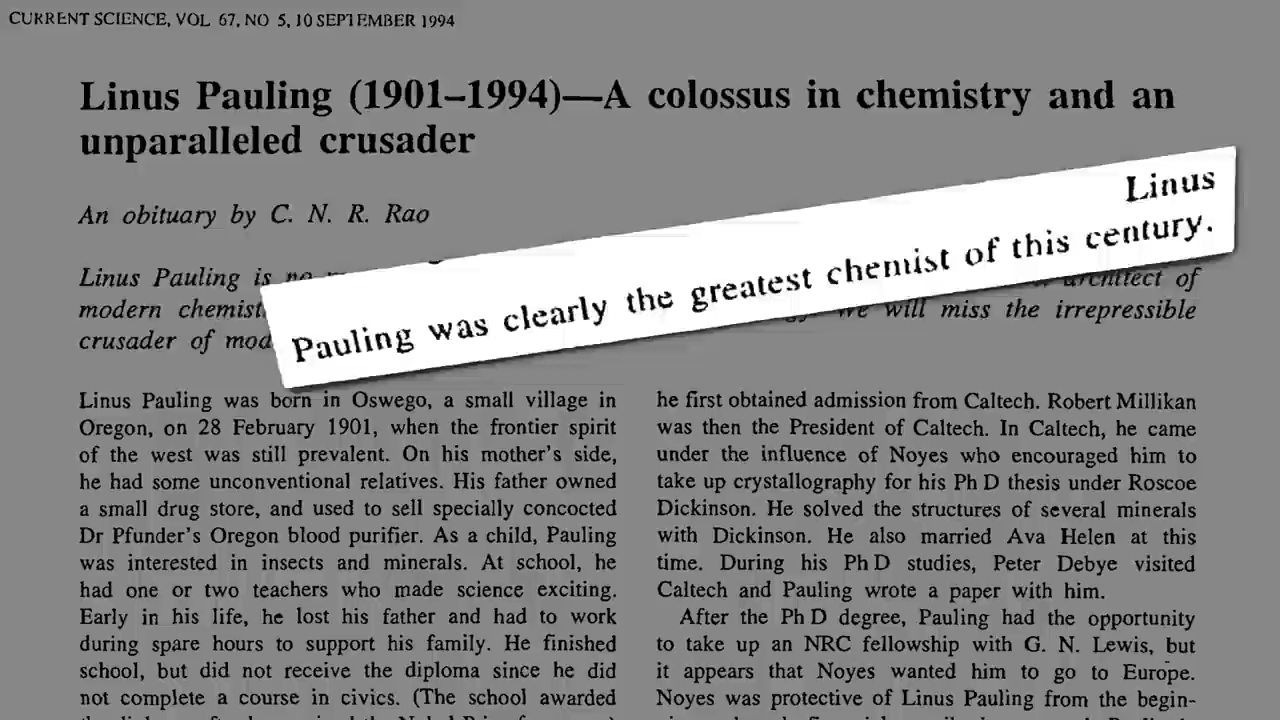 CURRENT SCIENCE, VOL 67, NO 5, 10 SEPTEMBER 1994
Linus Pauling (1901–1994)—A colossus in chemistry and an
unparalleled crusader
An obituary by C. N. R. Rao
Linus
Pauling was clearly the greatest chemist of this century.
Linus Pauling is no architect of
modern chemist we will miss the irrepressible
crusader of mod
Linus Pauling was born in Oswego, a small village in
Oregon, on 28 February 1901, when the frontier spirit
of the west was still prevalent. On his mother's side,
he had some unconventional relatives. His father owned
a small drug store, and used to sell specially concocted
Dr Pfunder's Oregon blood purifier. As a child, Pauling
was interested in insects and minerals. At school, he
had one or two teachers who made science exciting.
Early in his life, he lost his father and had to work
during spare hours to support his family. He finished
school, but did not receive the diploma since he did
not complete a course in civics. (The school awarded
he first obtained admission from Caltech. Robert Millikan
was then the President of Caltech. In Caltech, he came
under the influence of Noyes who encouraged him to
take up crystallography for his Ph D thesis under Roscoe
Dickinson. He solved the structures of several minerals
with Dickinson. He also married Ava Helen at this
time. During his Ph D studies, Peter Debye visited
Caltech and Pauling wrote a paper with him.
After the Ph D degree, Pauling had the opportunity
to take up an NRC fellowship with G. N. Lewis, but
it appears that Noyes wanted him to go to Europe.
Noyes was protective of Linus Pauling from the begin-